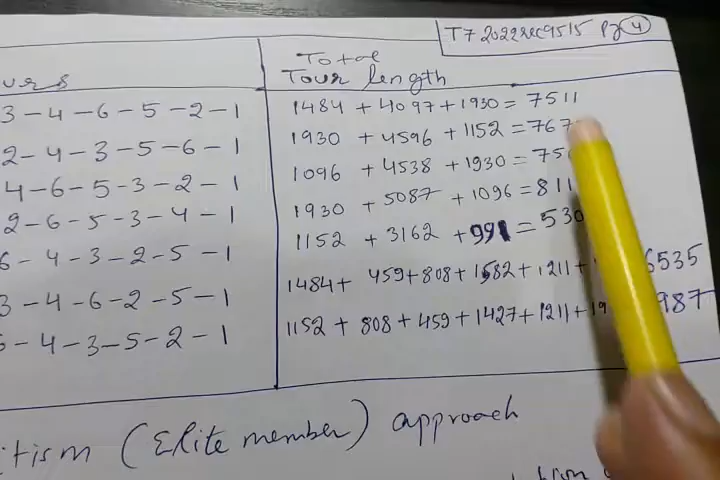 T7 2022REC9515 Pg 4
Total
Tour length
3-4-6-5-2-1 1484 + 4097 + 1930 = 7511
2-4-3-5-6-1 1930 + 4596 + 1152 = 767
4-6-5-3-2-1 1096 + 4538 + 1930 = 75
2-6-5-3-4-1 1930 + 5087 + 1096 = 811
6-4-3-2-5-1 1152 + 3162 + 991 = 530
3-4-6-2-5-1 1484 + 459 + 808 + 1582 + 1211 + 6535
-4-3-5-2-1 1152 + 808 + 459 + 1427 + 1211 + 19 987
(Elite member) approach